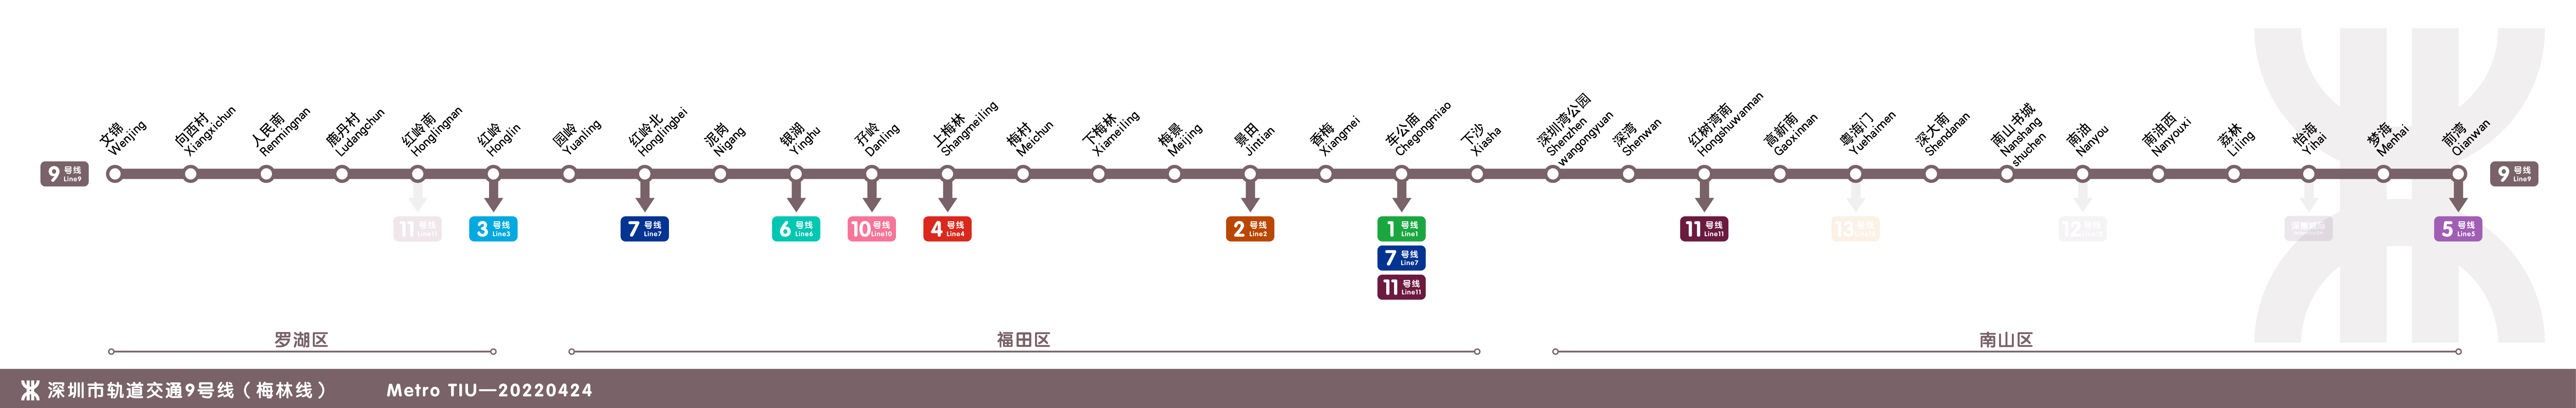 9 号线
Line9
文锦
Wenjing
向西村
Xiangxichun
人民南
Renmingnan
鹿丹村
Ludangchun
红岭南
Honglingnan
红岭
Honglin
园岭
Yuanling
红岭北
Honglingbei
泥岗
Nigang
银湖
Yinghu
孖岭
Danling
上梅林
Shangmeiling
梅村
Meichun
下梅林
Xiameiling
梅景
Meijing
景田
Jintian
香梅
Xiangmei
车公庙
Chegongmiao
下沙
Xiasha
深圳湾公园
Shenzhen
wangongyuan
深湾
Shenwan
红树湾南
Hongshuwannan
高新南
Gaoxinnan
粤海门
Yuehaimen
深大南
Shendanan
南山书城
Nanshang
shuchen
南油
Nanyou
南油西
Nanyouxi
荔林
Liling
怡海
Yihai
梦海
Menhai
前湾
Qianwan
9 号线
Line9
11 号线
Line11
3 号线
Line3
7 号线
Line7
6 号线
Line6
10 号线
Line10
4 号线
Line4
2 号线
Line2
1 号线
Line1
7 号线
Line7
11 号线
Line11
11 号线
Line11
13 号线
12 号线
5 号线
Line5
罗湖区
福田区
南山区
深圳市轨道交通9号线（梅林线） Metro TIU—20220424